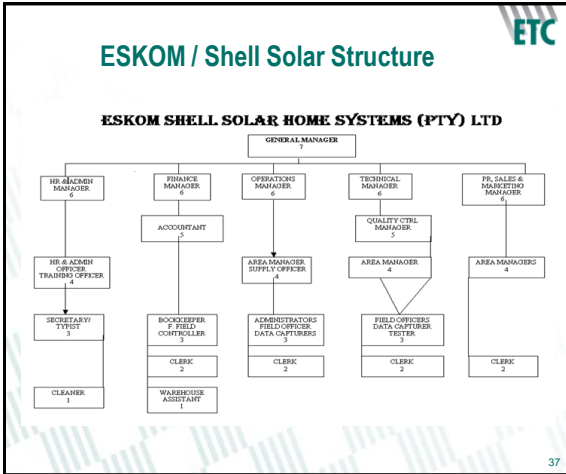 ETC
ESKOM / Shell Solar Structure
ESKOM SHELL SOLAR HOME SYSTEMS (PTY) LTD
GENERAL MANAGER
7
HR & ADMIN
MANAGER
6
FINANCE
MANAGER
6
OPERATIONS
MANAGER
6
TECHNICAL
MANAGER
6
PR, SALES &
MARKETING
MANAGER
6
ACCOUNTANT
5
QUALITY CTRL
MANAGER
5
HR & ADMIN
OFFICER
TRAINING OFFICER
4
AREA MANAGER
SUPPLY OFFICER
4
AREA MANAGER
4
AREA MANAGERS
4
SECRETARY/
TYPIST
3
BOOKKEEPER
F. FIELD
CONTROLLER
3
ADMINISTRATORS
FIELD OFFICER
DATA CAPTURERS
3
FIELD OFFICERS
DATA CAPTURER
TESTER
3
CLERK
2
CLERK
2
CLERK
2
CLERK
2
CLEANER
1
WAREHOUSE
ASSISTANT
1
37